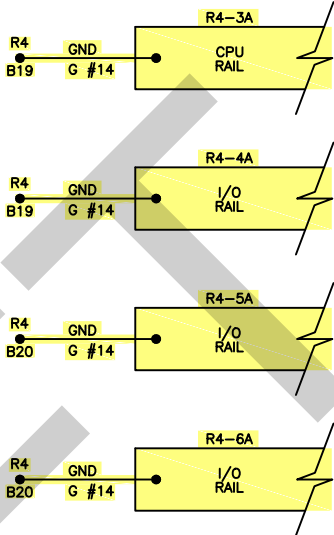 R4-3A
R4 GND CPU
B19 G #14 RAIL
R4-4A
R4 GND I/O
B19 G #14 RAIL
R4-5A
R4 GND I/O
B20 G #14 RAIL
R4-6A
R4 GND I/O
B20 G #14 RAIL